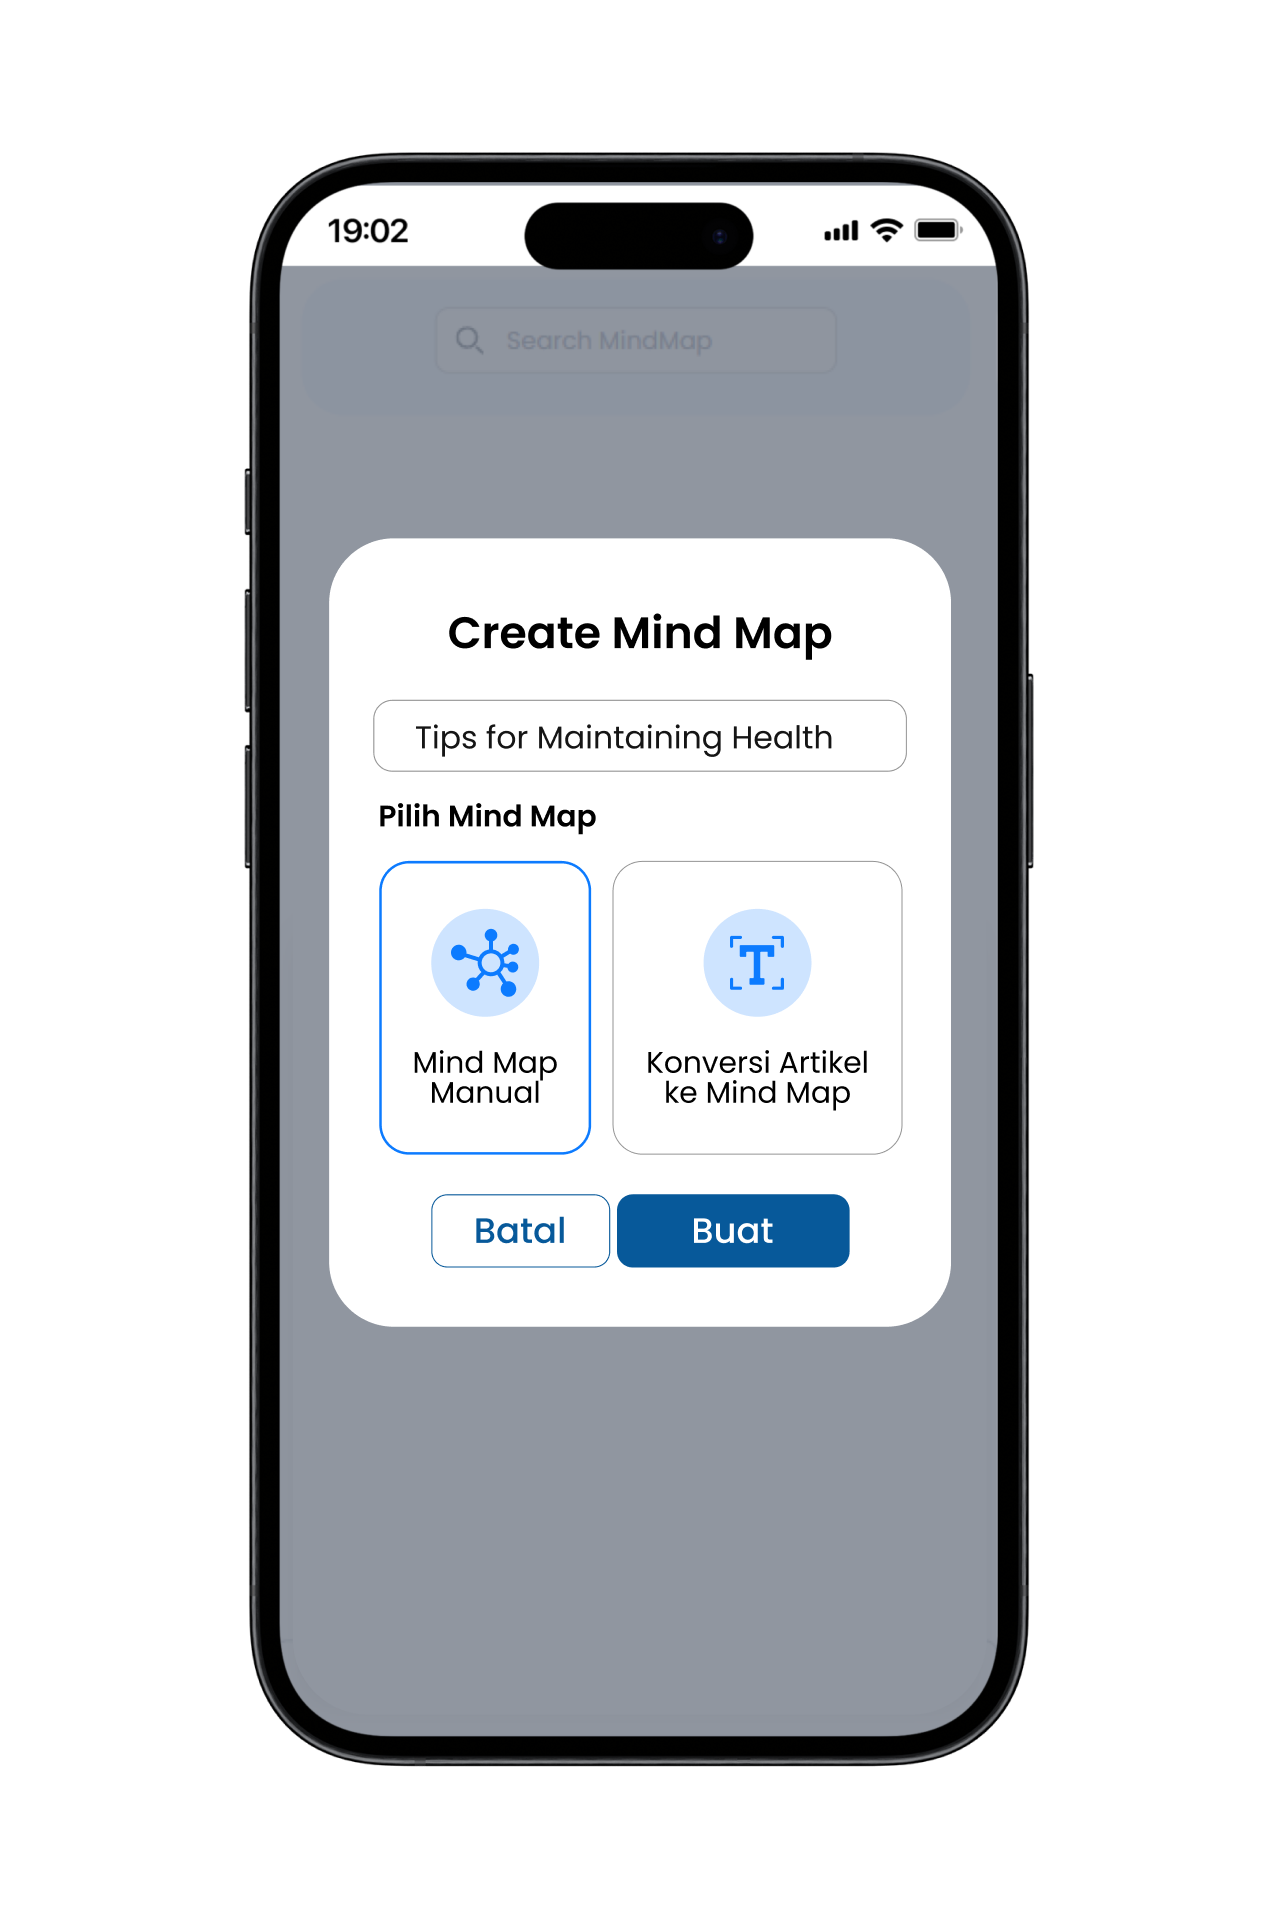 19:02
Search MindMap
Create Mind Map
Tips for Maintaining Health
Pilih Mind Map
Mind Map
Manual
Konversi Artikel
ke Mind Map
Batal
Buat